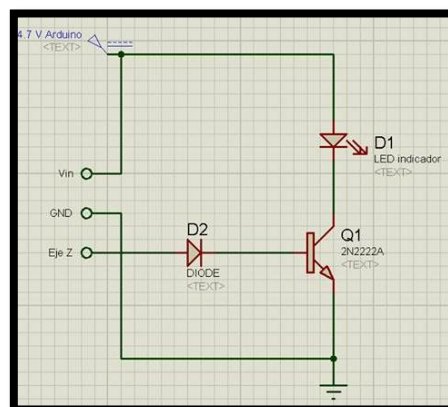 4.7 V Arduino
<TEXT>
D1
LED indicador
<TEXT>
Vin
GND
D2
Q1
Eje Z
2N2222A
DIODE
<TEXT>
<TEXT>